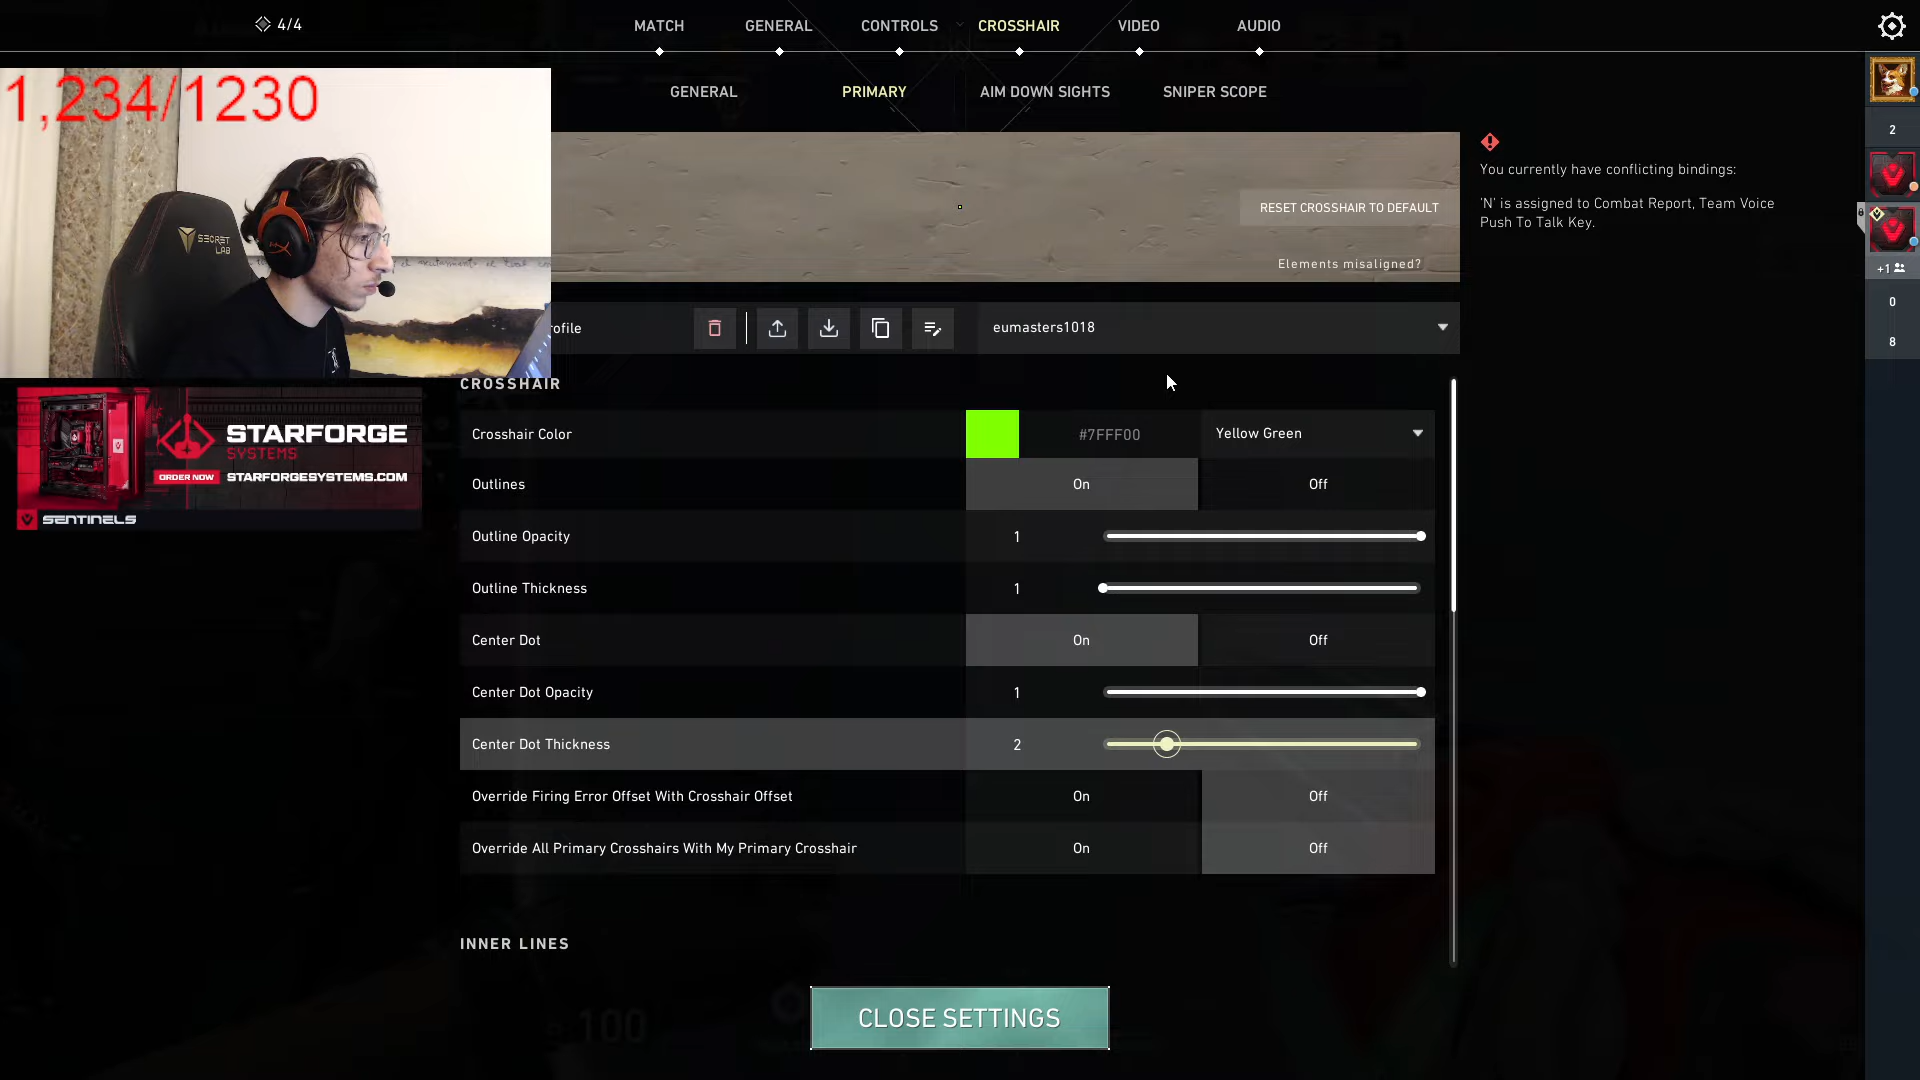 4/4
MATCH
GENERAL
CONTROLS
CROSSHAIR
VIDEO
AUDIO
GENERAL
PRIMARY
AIM DOWN SIGHTS
SNIPER SCOPE
1,234/1230
SECRET
LAB
RESET CROSSHAIR TO DEFAULT
Elements misaligned?
You currently have conflicting bindings:
'N' is assigned to Combat Report, Team Voice
Push To Talk Key.
2
+1
0
8
rofile
eumasters1018
CROSSHAIR
Crosshair Color #7FFF00 Yellow Green
Outlines On Off
Outline Opacity 1
Outline Thickness 1
Center Dot On Off
Center Dot Opacity 1
Center Dot Thickness 2
Override Firing Error Offset With Crosshair Offset On Off
Override All Primary Crosshairs With My Primary Crosshair On Off
INNER LINES
STARFORGE
SYSTEMS
ORDER NOW STARFORGESYSTEMS.COM
SENTINELS
100
CLOSE SETTINGS